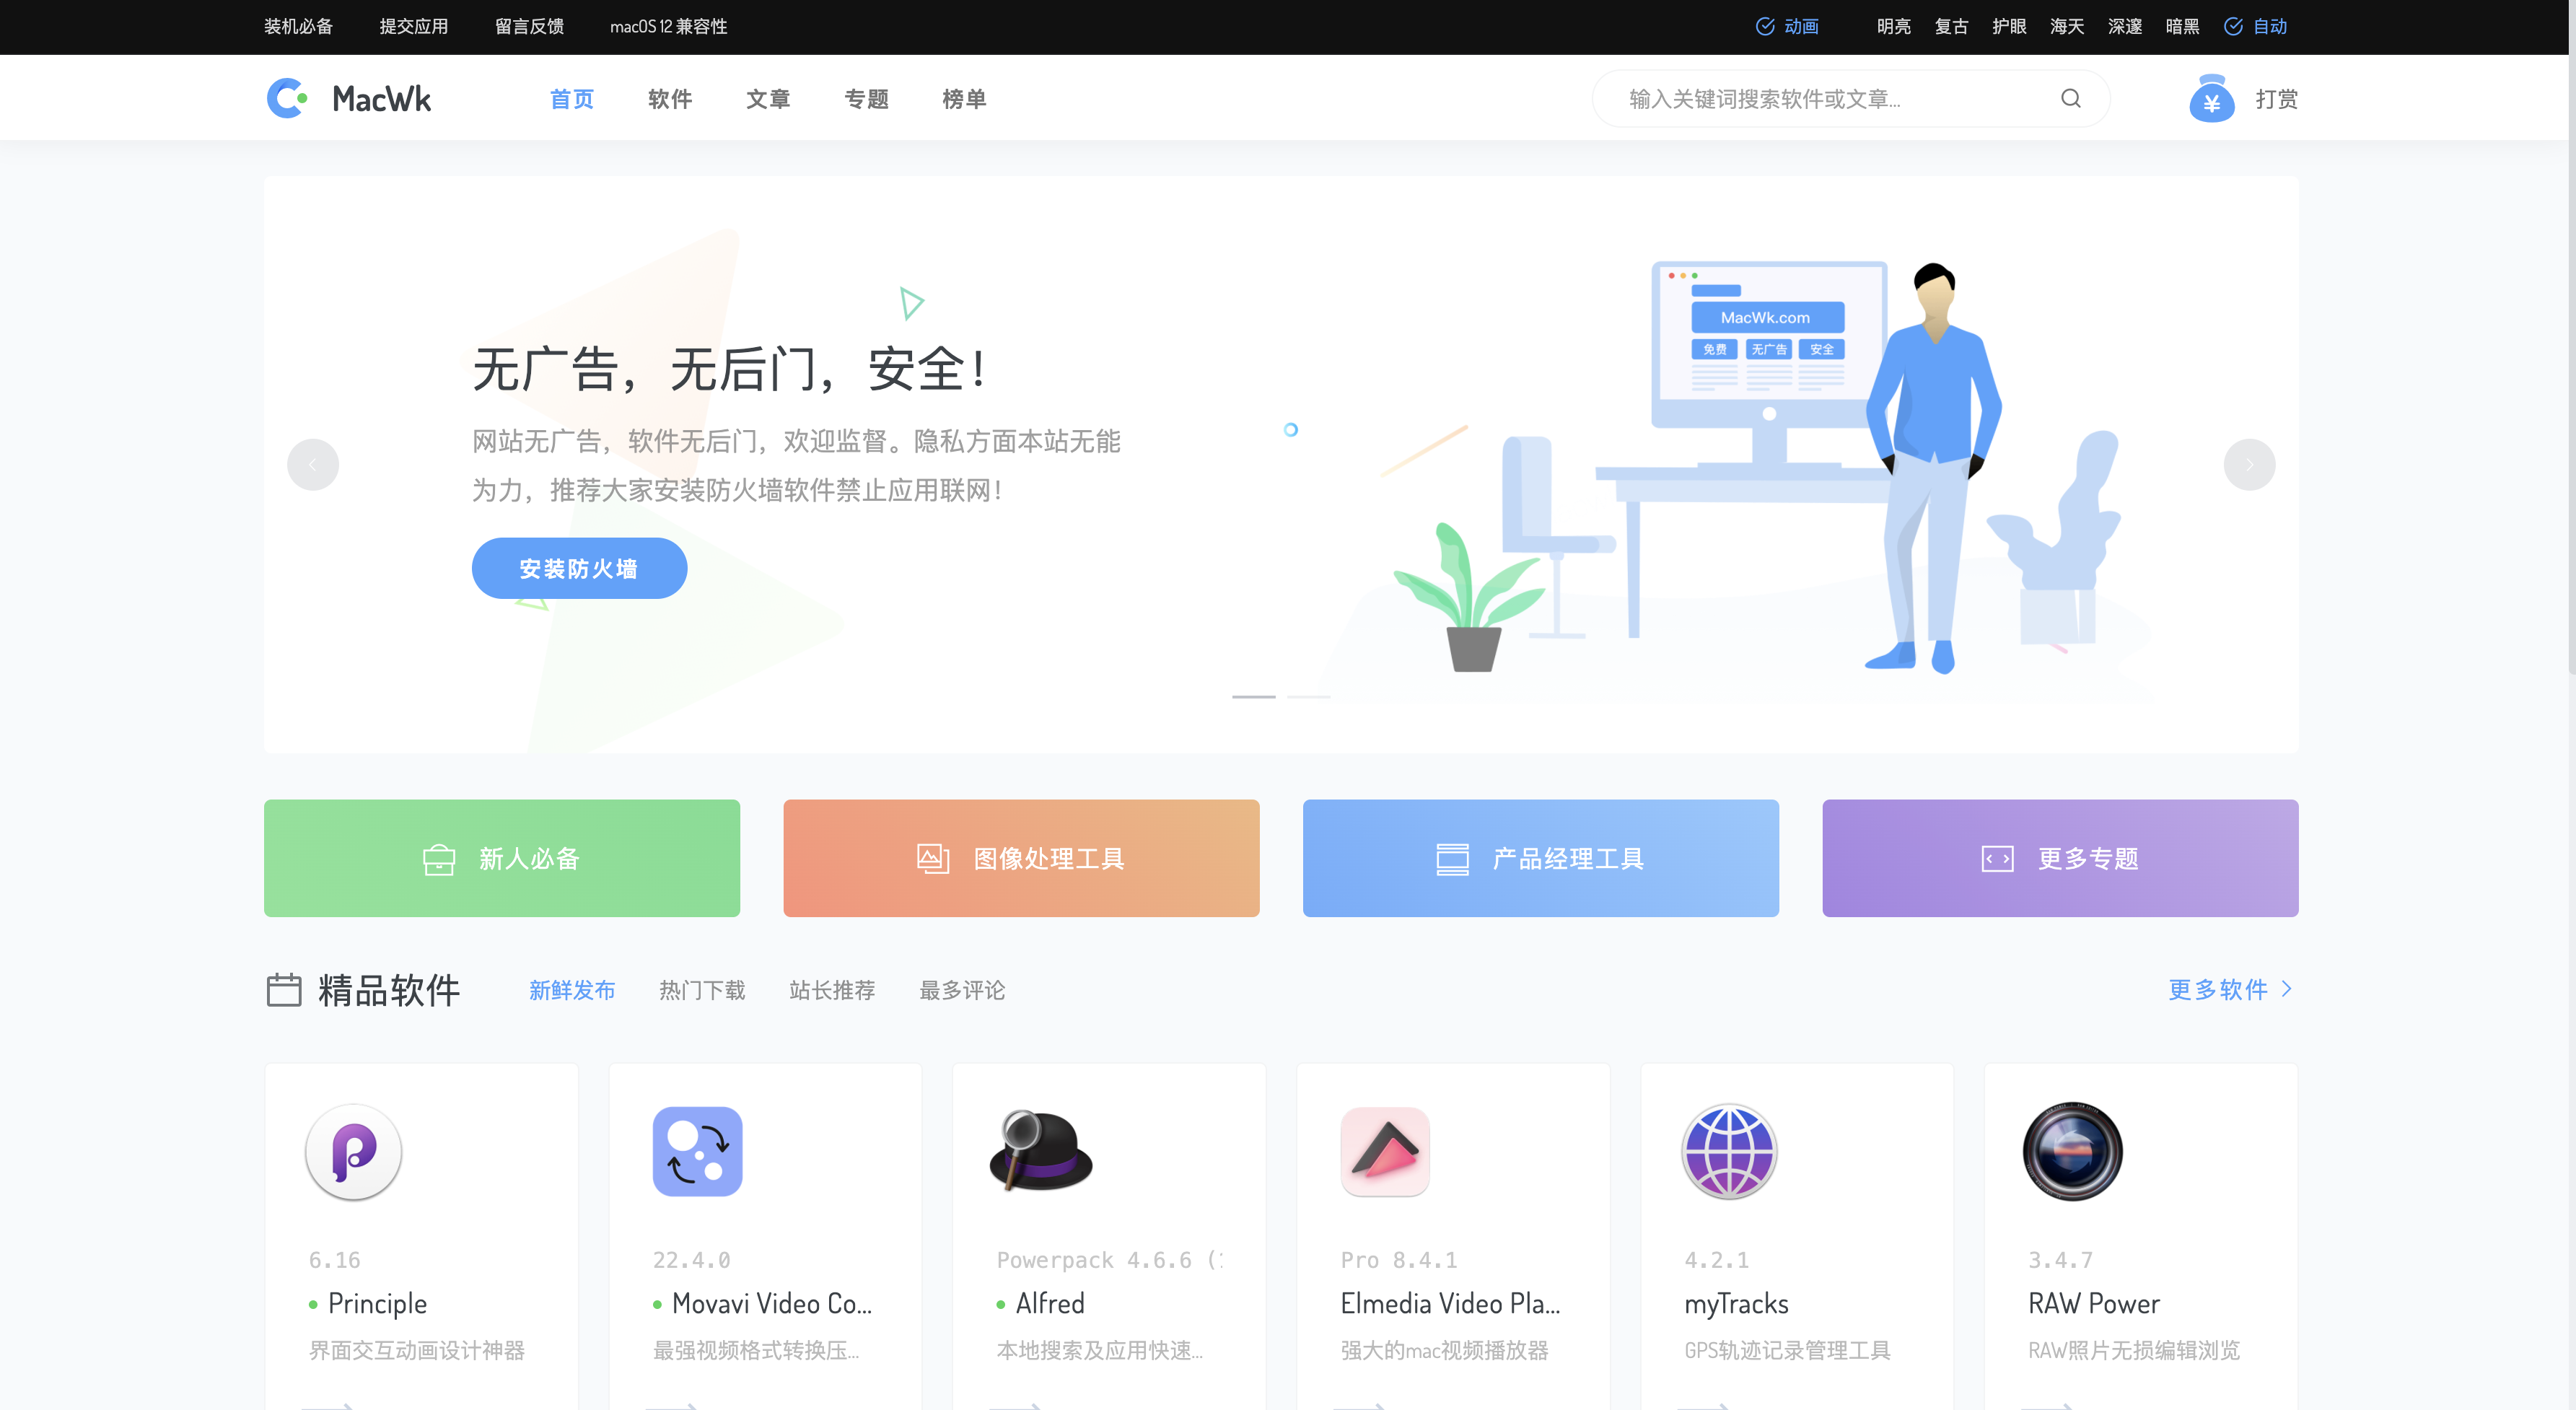 装机必备 提交应用 留言反馈 macOS 12 兼容性 动画 明亮 复古 护眼 海天 深邃 暗黑 自动
MacWk 首页 软件 文章 专题 榜单 输入关键词搜索软件或文章... ¥ 打赏
MacWk.com
免费 无广告 安全
无广告，无后门，安全！
网站无广告，软件无后门，欢迎监督。隐私方面本站无能
为力，推荐大家安装防火墙软件禁止应用联网！
安装防火墙
新人必备 图像处理工具 产品经理工具 更多专题
精品软件 新鲜发布 热门下载 站长推荐 最多评论 更多软件
6.16 22.4.0 Powerpack 4.6.6 ( Pro 8.4.1 4.2.1 3.4.7
Principle Movavi Video Co... Alfred Elmedia Video Pla... myTracks RAW Power
界面交互动画设计神器 最强视频格式转换压... 本地搜索及应用快速... 强大的mac视频播放器 GPS轨迹记录管理工具 RAW照片无损编辑浏览